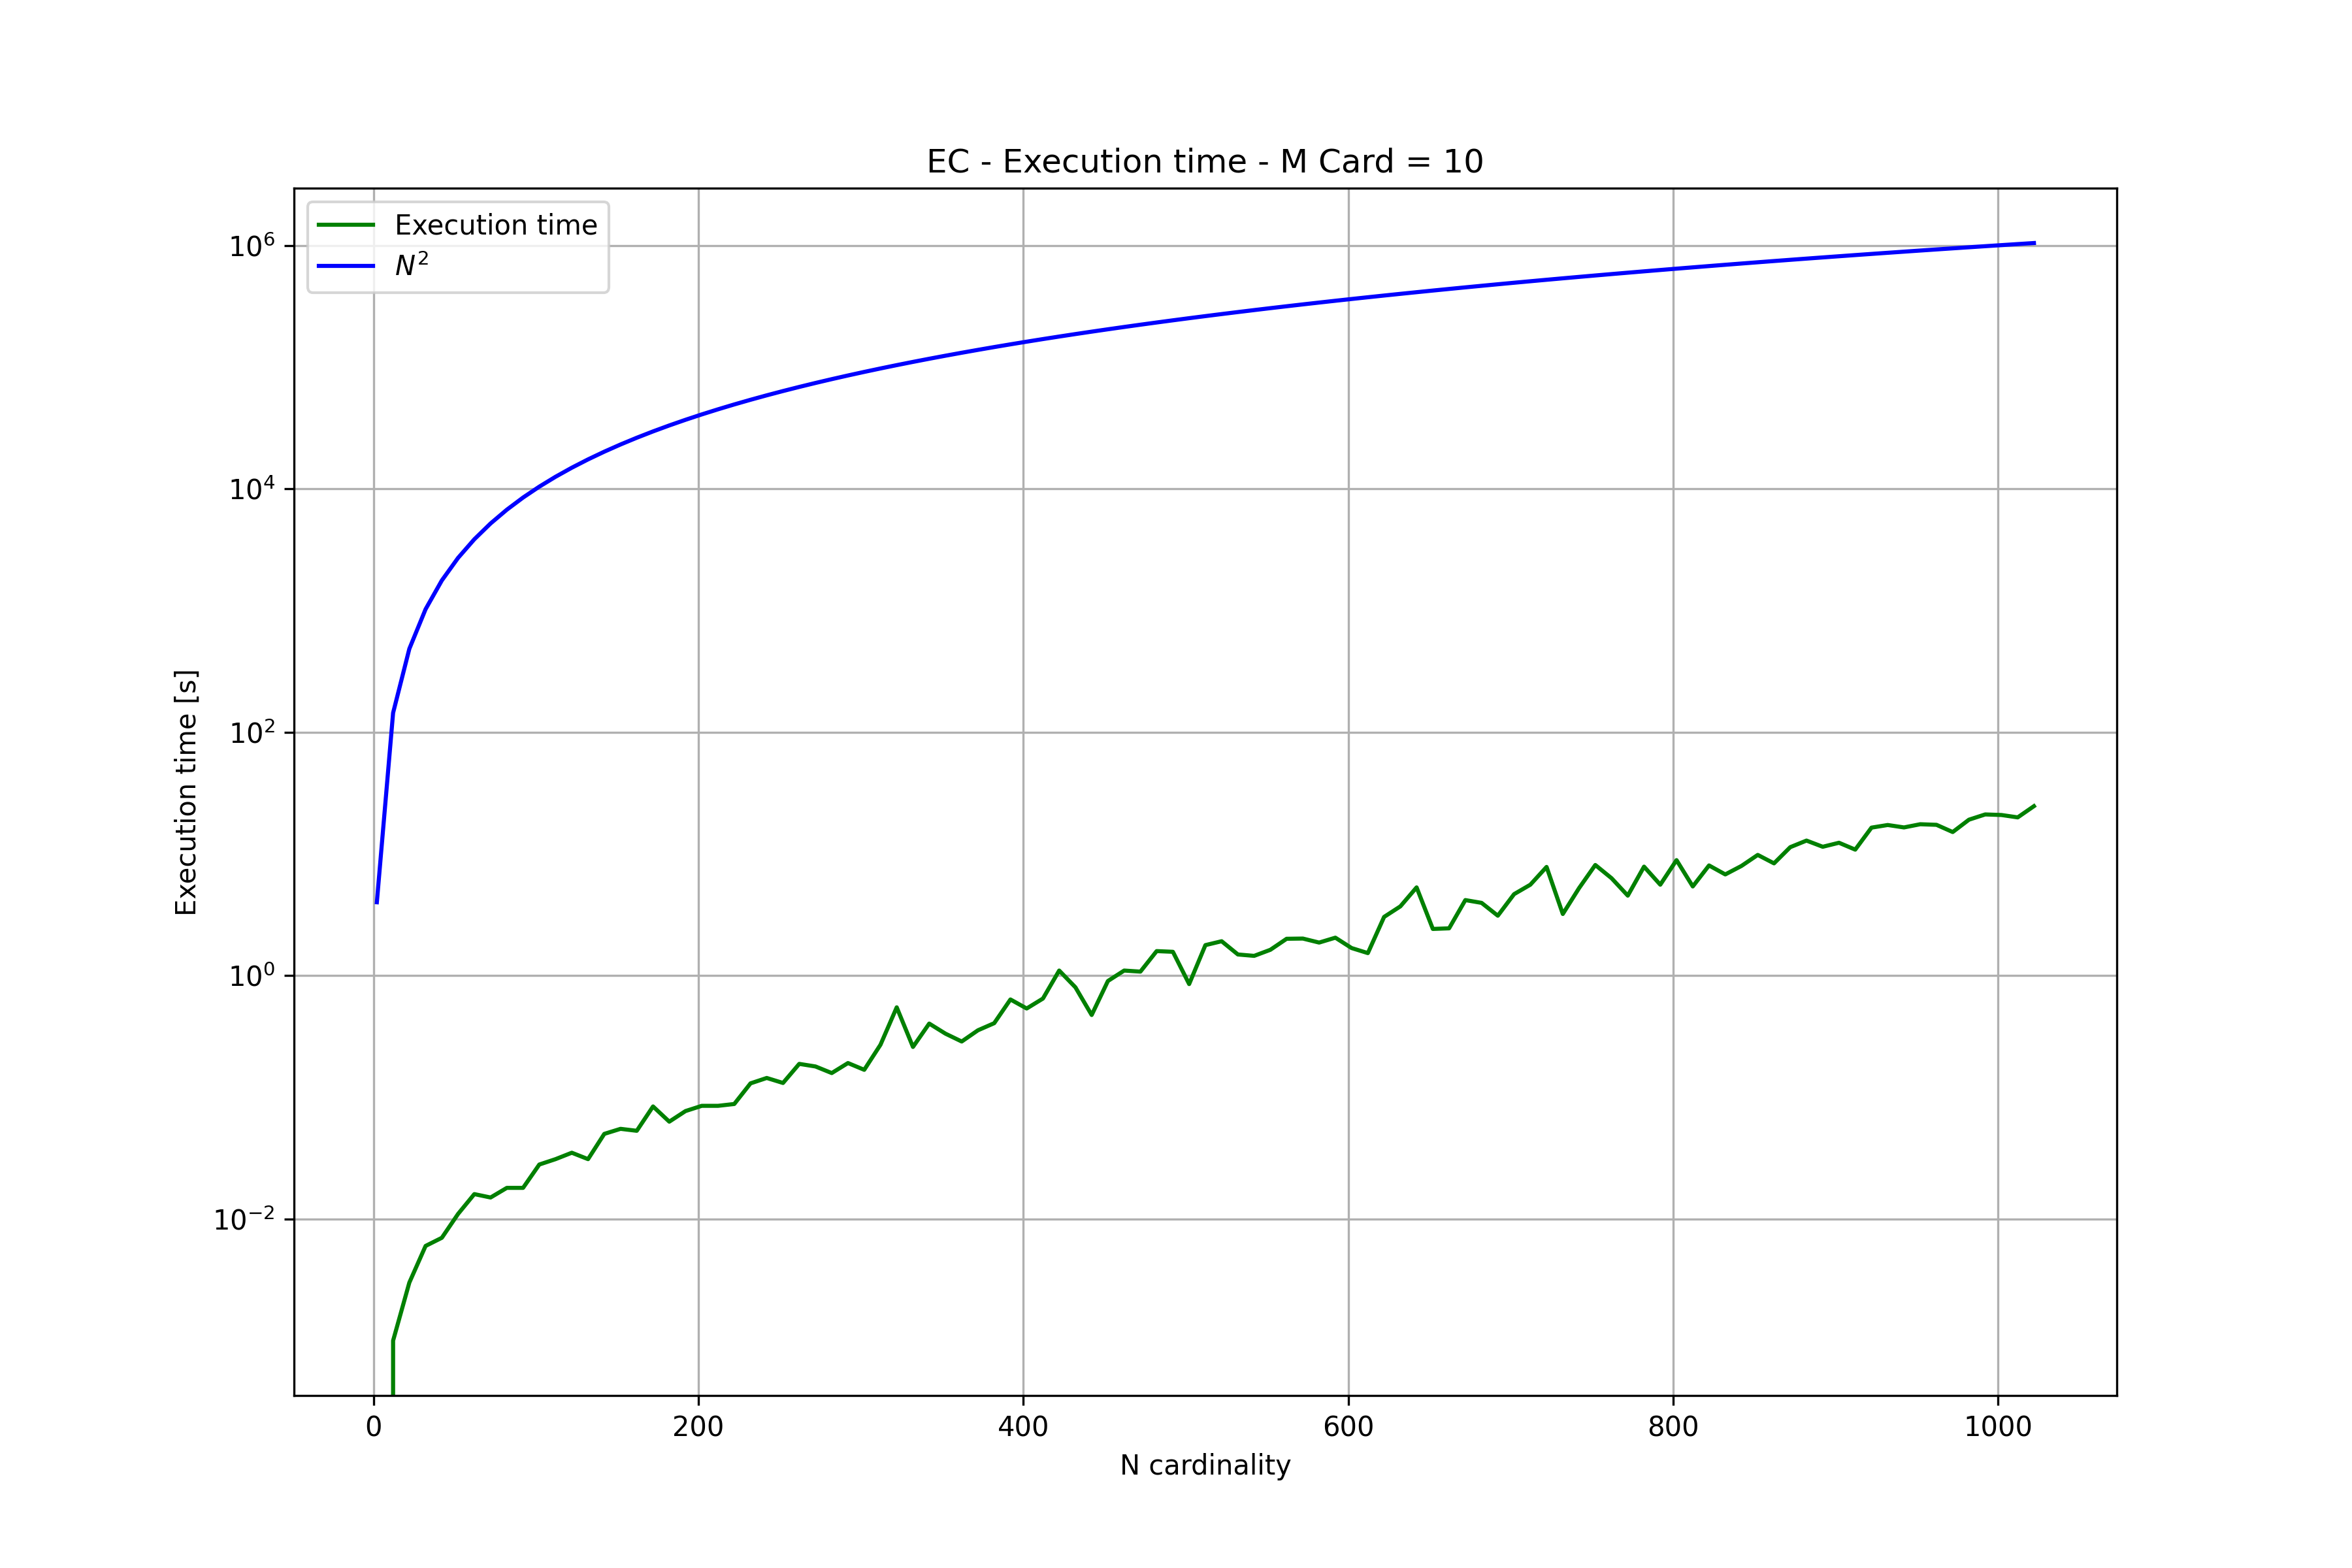 EC - Execution time - M Card = 10
Execution time
N²
10⁶
10⁴
10²
10⁰
10⁻²
Execution time [s]
0 200 400 600 800 1000
N cardinality